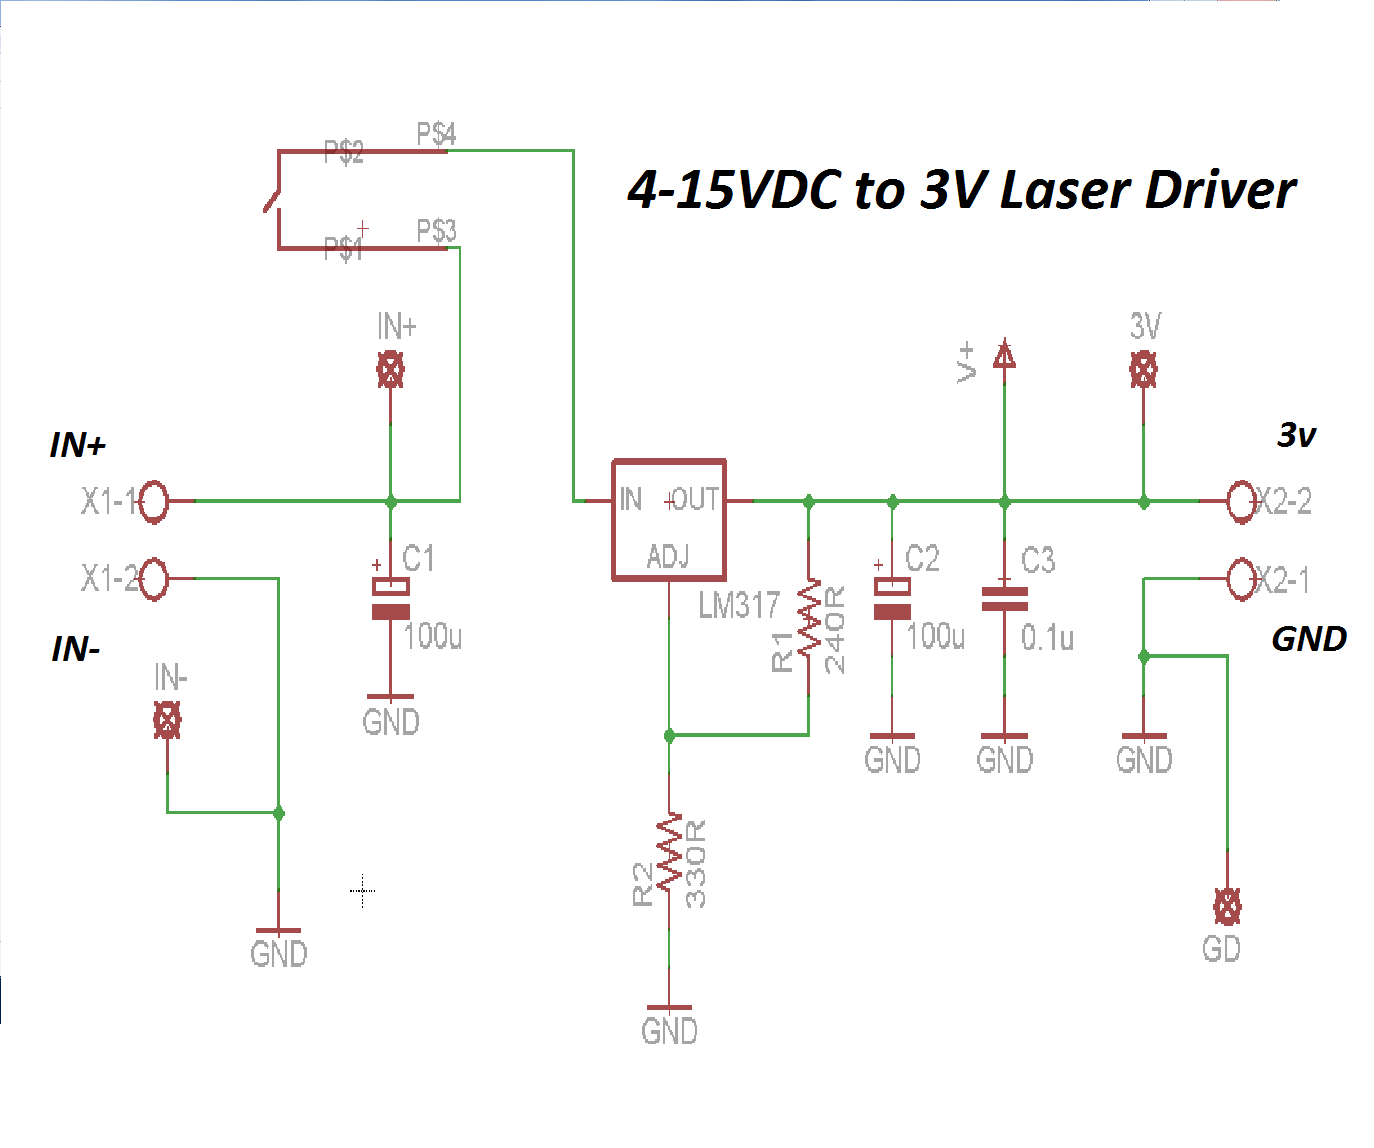 P$4
P$2
4-15VDC to 3V Laser Driver
P$3
P$1
IN+
3V
V+
IN+
3v
X1-1
IN
OUT
X2-2
ADJ
C1
C2
C3
X1-2
X2-1
LM317
R1
240R
100u
100u
0.1u
GND
IN-
IN-
GND
GND
GND
GND
R2
330R
GND
GD
GND